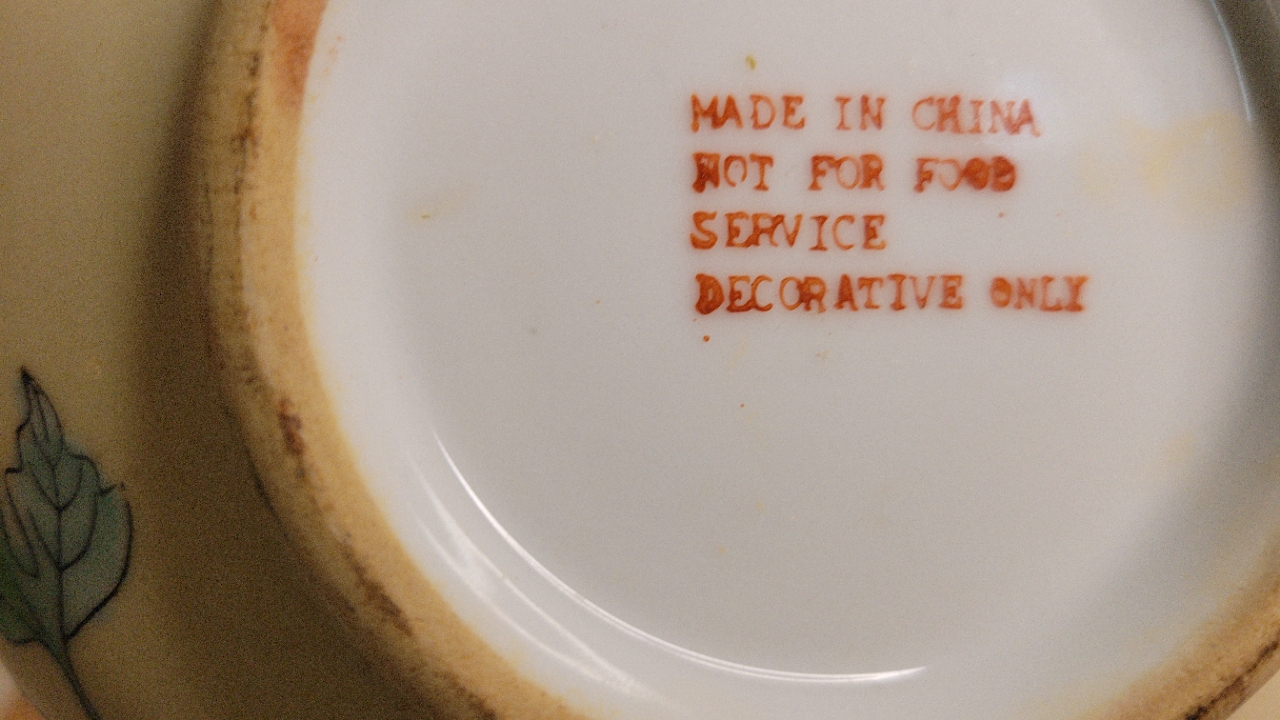 MADE IN CHINA
NOT FOR FOOD
SERVICE
DECORATIVE ONLY